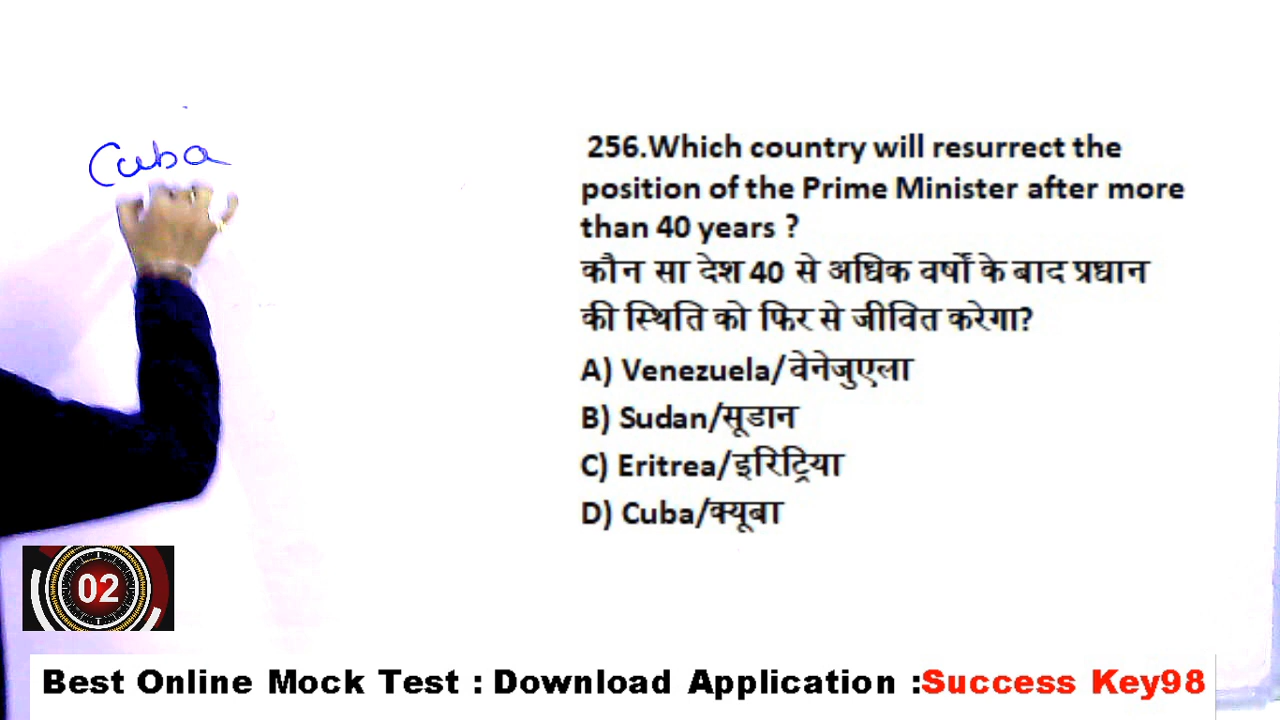 Cuba
256.Which country will resurrect the
position of the Prime Minister after more
than 40 years ?
कौन सा देश 40 से अधिक वर्षों के बाद प्रधान
की स्थिति को फिर से जीवित करेगा?
A) Venezuela/वेनेजुएला
B) Sudan/सूडान
C) Eritrea/इरिट्रिया
D) Cuba/क्यूबा
02
Best Online Mock Test : Download Application :Success Key98